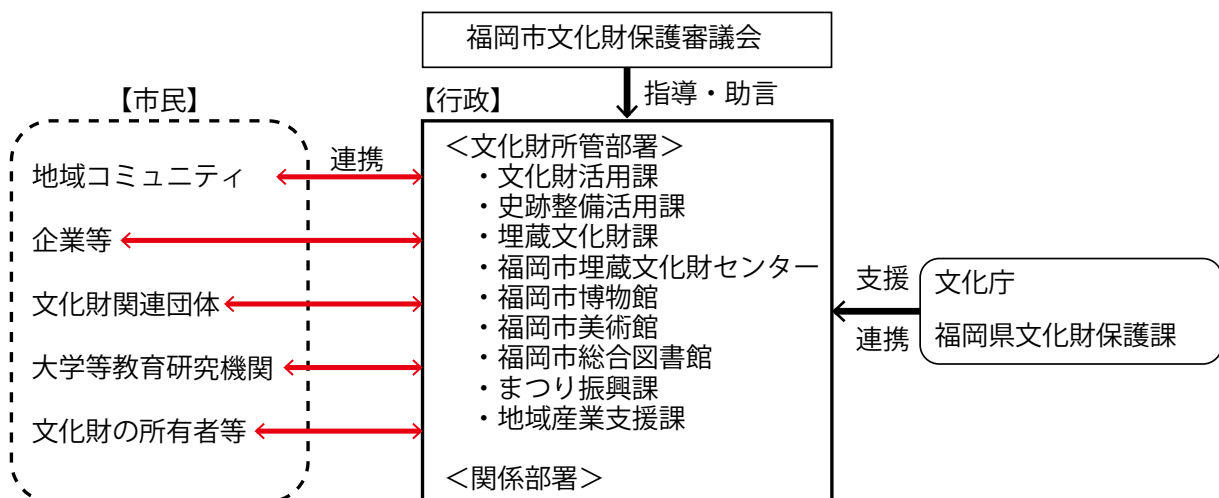 福岡市文化財保護審議会
指導・助言
【市民】
地域コミュニティ
企業等
文化財関連団体
大学等教育研究機関
文化財の所有者等
連携
【行政】
＜文化財所管部署＞
・文化財活用課
・史跡整備活用課
・埋蔵文化財課
・福岡市埋蔵文化財センター
・福岡市博物館
・福岡市美術館
・福岡市総合図書館
・まつり振興課
・地域産業支援課
＜関係部署＞
支援
連携
文化庁
福岡県文化財保護課